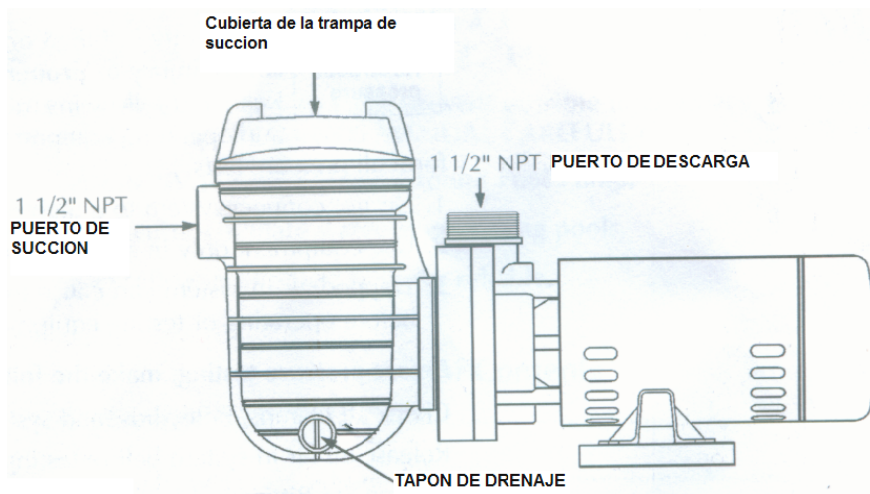 Cubierta de la trampa de
succion
1 1/2" NPT PUERTO DE DESCARGA
1 1/2" NPT
PUERTO DE
SUCCION
TAPON DE DRENAJE